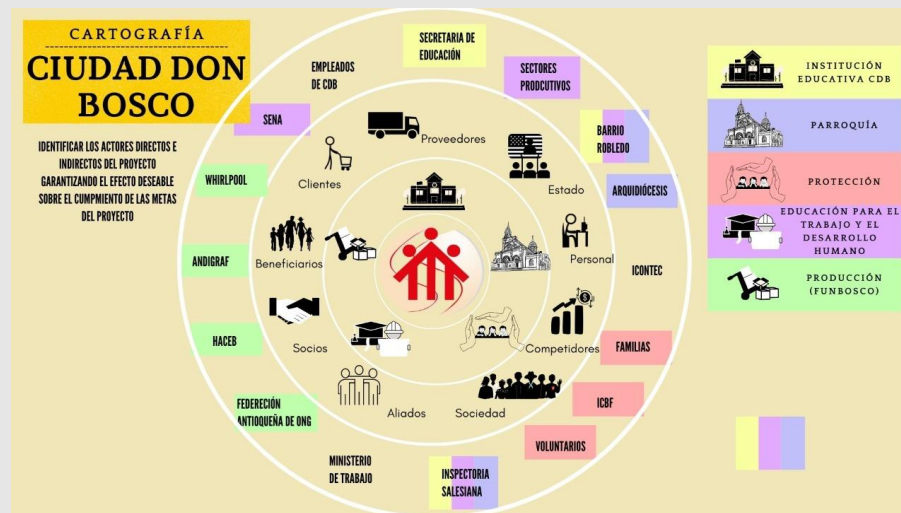 CARTOGRAFÍA
CIUDAD DON
BOSCO
IDENTIFICAR LOS ACTORES DIRECTOS E
INDIRECTOS DEL PROYECTO
GARANTIZANDO EL EFECTO DESEABLE
SOBRE EL CUMPMIENTO DE LAS METAS
DEL PROYECTO
SECRETARIA DE
EDUCACIÓN
EMPLEADOS
DE CDB
SECTORES
PRODCUTIVOS
SENA
BARRIO
ROBLEDO
WHIRLPOOL
ARQUIDIÓCESIS
ANDIGRAF
ICONTEC
HACEB
FAMILIAS
FEDERECIÓN
ANTIOQUEÑA DE ONG
ICBF
VOLUNTARIOS
MINISTERIO
DE TRABAJO
INSPECTORIA
SALESIANA
Proveedores
Clientes
Estado
Beneficiarios
Personal
Socios
Competidores
Aliados
Sociedad
INSTITUCIÓN
EDUCATIVA CDB
PARROQUÍA
PROTECCIÓN
EDUCACIÓN PARA EL
TRABAJO Y EL
DESARROLLO
HUMANO
PRODUCCIÓN
(FUNBOSCO)